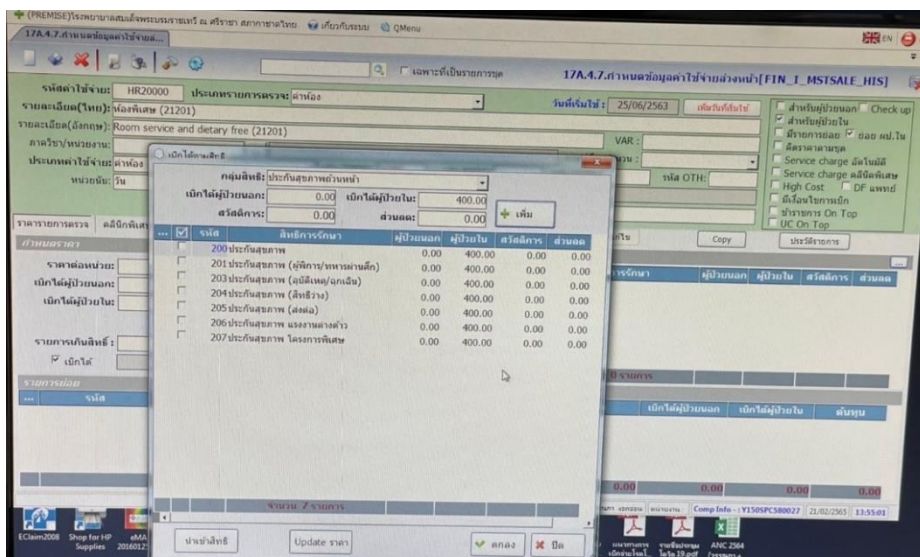 (PREMISE)โรงพยาบาลสมเด็จพระบรมราชเทวี ณ ศรีราชา สภากาชาดไทย เกี่ยวกับระบบ QMenu
17A.4.7.กำหนดข้อมูลค่าใช้จ่ายล...
EN
เฉพาะที่เป็นรายการชุด
17A.4.7.กำหนดข้อมูลค่าใช้จ่ายล่วงหน้า[FIN_I_MSTSALE_HIS]
รหัสค่าใช้จ่าย: HR20000 ประเภทรายการตรวจ: ค่าห้อง วันที่เริ่มใช้ : 25/06/2563 เพิ่มวันที่เริ่มใช้
รายละเอียด(ไทย): ห้องพิเศษ (21201)
รายละเอียด(อังกฤษ): Room service and dietary free (21201)
ภาควิชา/หน่วยงาน: VAR :
ประเภทค่าใช้จ่าย: ค่าห้อง รหัส OTH:
หน่วยนับ: วัน
สำหรับผู้ป่วยนอก Check up
สำหรับผู้ป่วยใน
มีรายการย่อย ย่อย ผป.ใน
คิดราคาตามชุด
Service charge อัตโนมัติ
Service charge คลินิกพิเศษ
High Cost DF แพทย์
มีเงื่อนไขการเบิก
ข้าราชการ On Top
UC On Top
Copy ประวัติรายการ
ราคารายการตรวจ คลินิกพิเศษ
กำหนดราคา
ราคาต่อหน่วย:
เบิกได้ผู้ป่วยนอก:
เบิกได้ผู้ป่วยใน:
รายการเกินสิทธิ์ :
เบิกได้
รายการย่อย
... รหัส
เบิกได้ตามสิทธิ
กลุ่มสิทธิ: ประกันสุขภาพถ้วนหน้า
เบิกได้ผู้ป่วยนอก: 0.00 เบิกได้ผู้ป่วยใน: 400.00
สวัสดิการ: 0.00 ส่วนลด: 0.00 เพิ่ม
... รหัส สิทธิการรักษา ผู้ป่วยนอก ผู้ป่วยใน สวัสดิการ ส่วนลด
200 ประกันสุขภาพ 0.00 400.00 0.00 0.00
201 ประกันสุขภาพ (ผู้พิการ/ทหารผ่านศึก) 0.00 400.00 0.00 0.00
203 ประกันสุขภาพ (อุบัติเหตุ/ฉุกเฉิน) 0.00 400.00 0.00 0.00
204 ประกันสุขภาพ (สิทธิว่าง) 0.00 400.00 0.00 0.00
205 ประกันสุขภาพ (ส่งต่อ) 0.00 400.00 0.00 0.00
206 ประกันสุขภาพ แรงงานต่างด้าว 0.00 400.00 0.00 0.00
207 ประกันสุขภาพ โครงการพิเศษ 0.00 400.00 0.00 0.00
จำนวน 7 รายการ
นำเข้าสิทธิ Update ราคา ตกลง ปิด
การรักษา ผู้ป่วยนอก ผู้ป่วยใน สวัสดิการ ส่วนลด
0 รายการ
เบิกได้ผู้ป่วยนอก เบิกได้ผู้ป่วยใน ต้นทุน
0.00 0.00 0.00 0.00
Comp Info - : Y150SPC580027 21/02/2565 13:55:01
EClaim2008
Shop for HP Supplies
eMA
2016012
ANC 2564